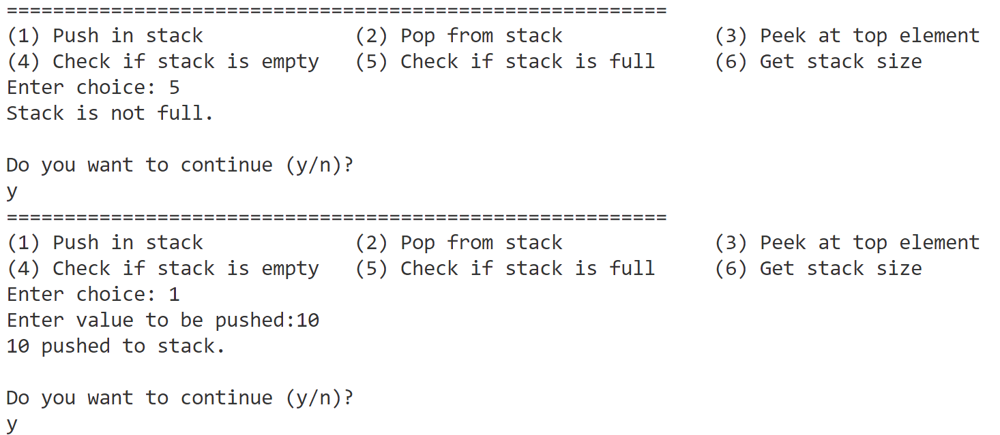 =========================================================
(1) Push in stack (2) Pop from stack (3) Peek at top element
(4) Check if stack is empty (5) Check if stack is full (6) Get stack size
Enter choice: 5
Stack is not full.
Do you want to continue (y/n)?
y
=========================================================
(1) Push in stack (2) Pop from stack (3) Peek at top element
(4) Check if stack is empty (5) Check if stack is full (6) Get stack size
Enter choice: 1
Enter value to be pushed:10
10 pushed to stack.
Do you want to continue (y/n)?
y